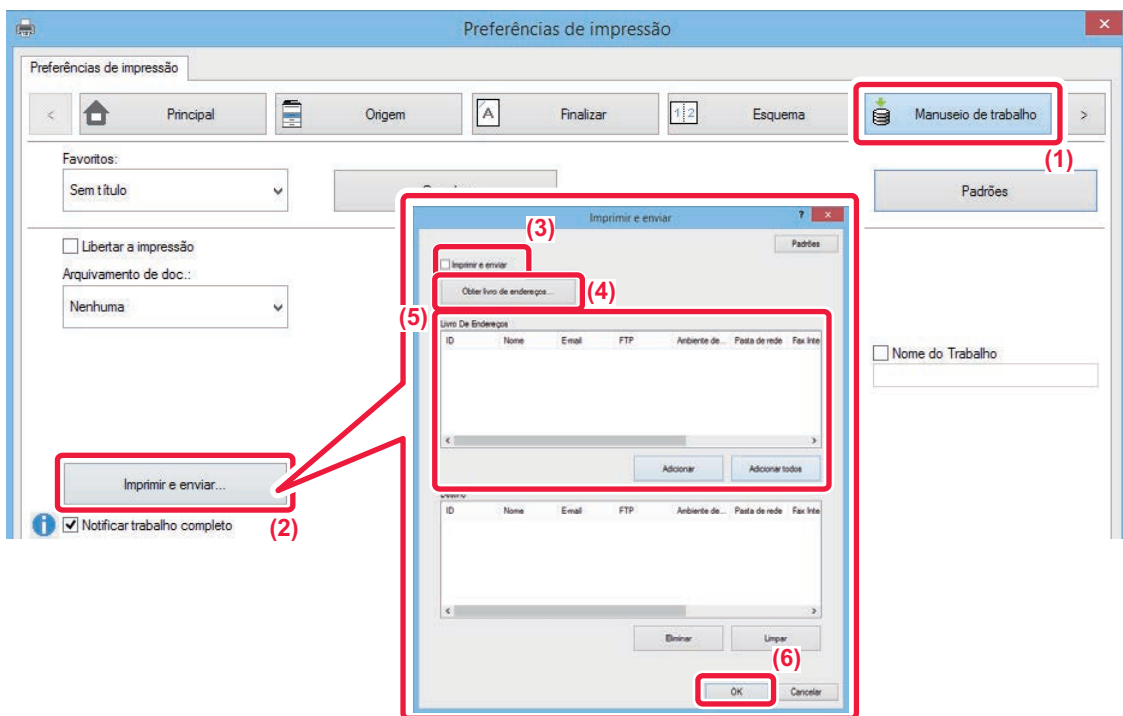 Preferências de impressão
Preferências de impressão
< Principal Origem Finalizar Esquema Manuseio de trabalho >
(1)
Favoritos:
Sem título
Padrões
Libertar a impressão
Arquivamento de doc.:
Nenhuma
Nome do Trabalho
Imprimir e enviar...
(2)
Notificar trabalho completo
Imprimir e enviar
? ×
(3)
Padrões
Imprimir e enviar
Obter livro de endereços...
(4)
(5)
Livro De Endereços
ID Nome E-mail FTP Ambiente de... Pasta de rede Fax Inte
< >
Adicionar Adicionar todos
ID Nome E-mail FTP Ambiente de... Pasta de rede Fax Inte
< >
Eliminar Limpar
(6)
OK Cancelar